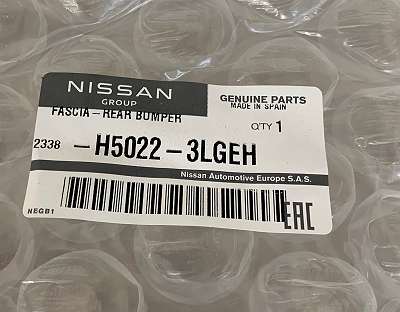 NISSAN
GROUP
GENUINE PARTS
MADE IN SPAIN
FASCIA-REAR BUMPER
QTY 1
2338 -H5022-3LGEH
Nissan Automotive Europe S.A.S.
NEGB1
EAC